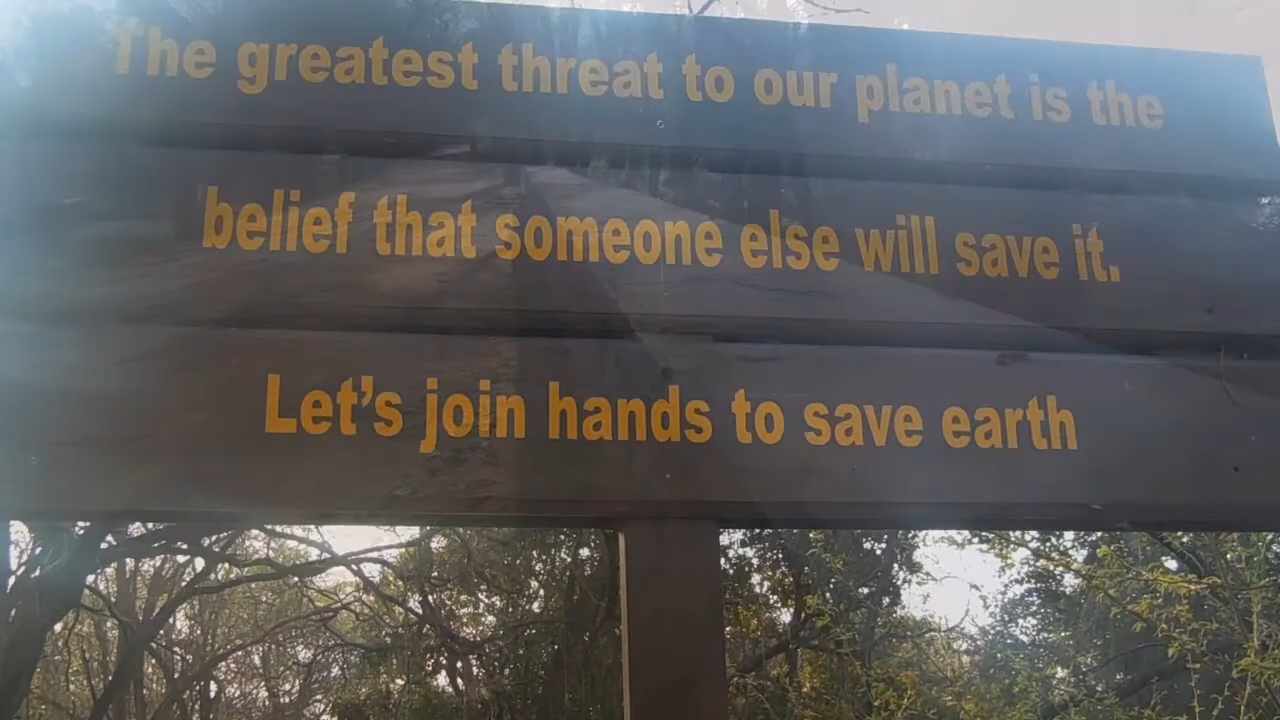 The greatest threat to our planet is the
belief that someone else will save it.
Let's join hands to save earth